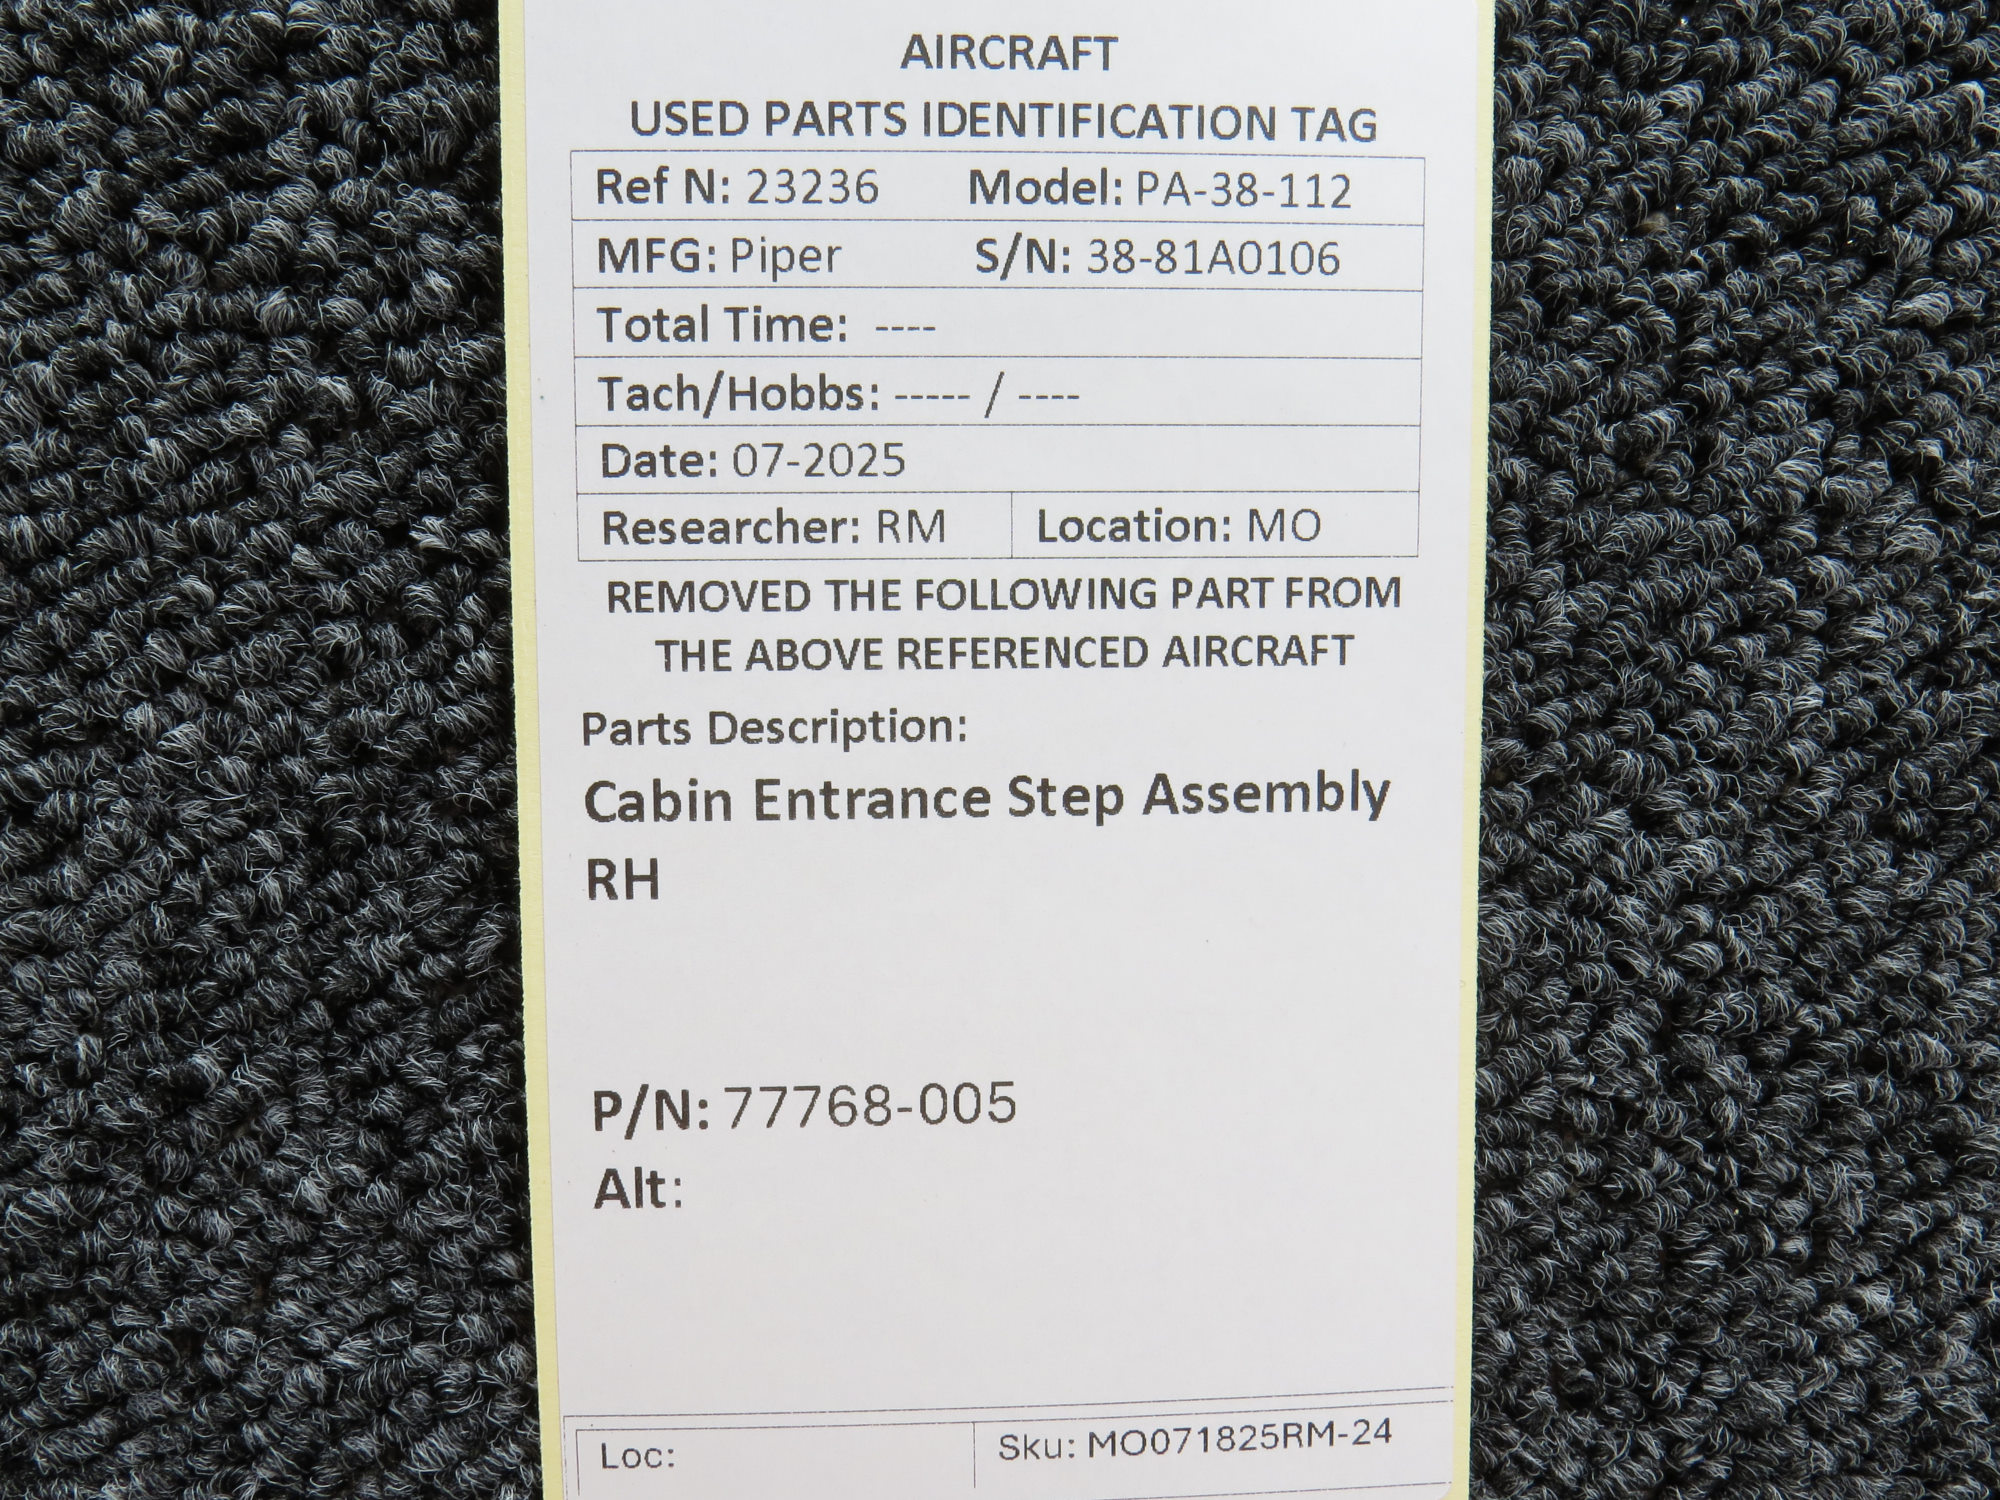 AIRCRAFT
USED PARTS IDENTIFICATION TAG
Ref N: 23236 Model: PA-38-112
MFG: Piper S/N: 38-81A0106
Total Time: ----
Tach/Hobbs: ----- / ----
Date: 07-2025
Researcher: RM Location: MO
REMOVED THE FOLLOWING PART FROM
THE ABOVE REFERENCED AIRCRAFT
Parts Description:
Cabin Entrance Step Assembly
RH
P/N: 77768-005
Alt:
Loc: Sku: MO071825RM-24